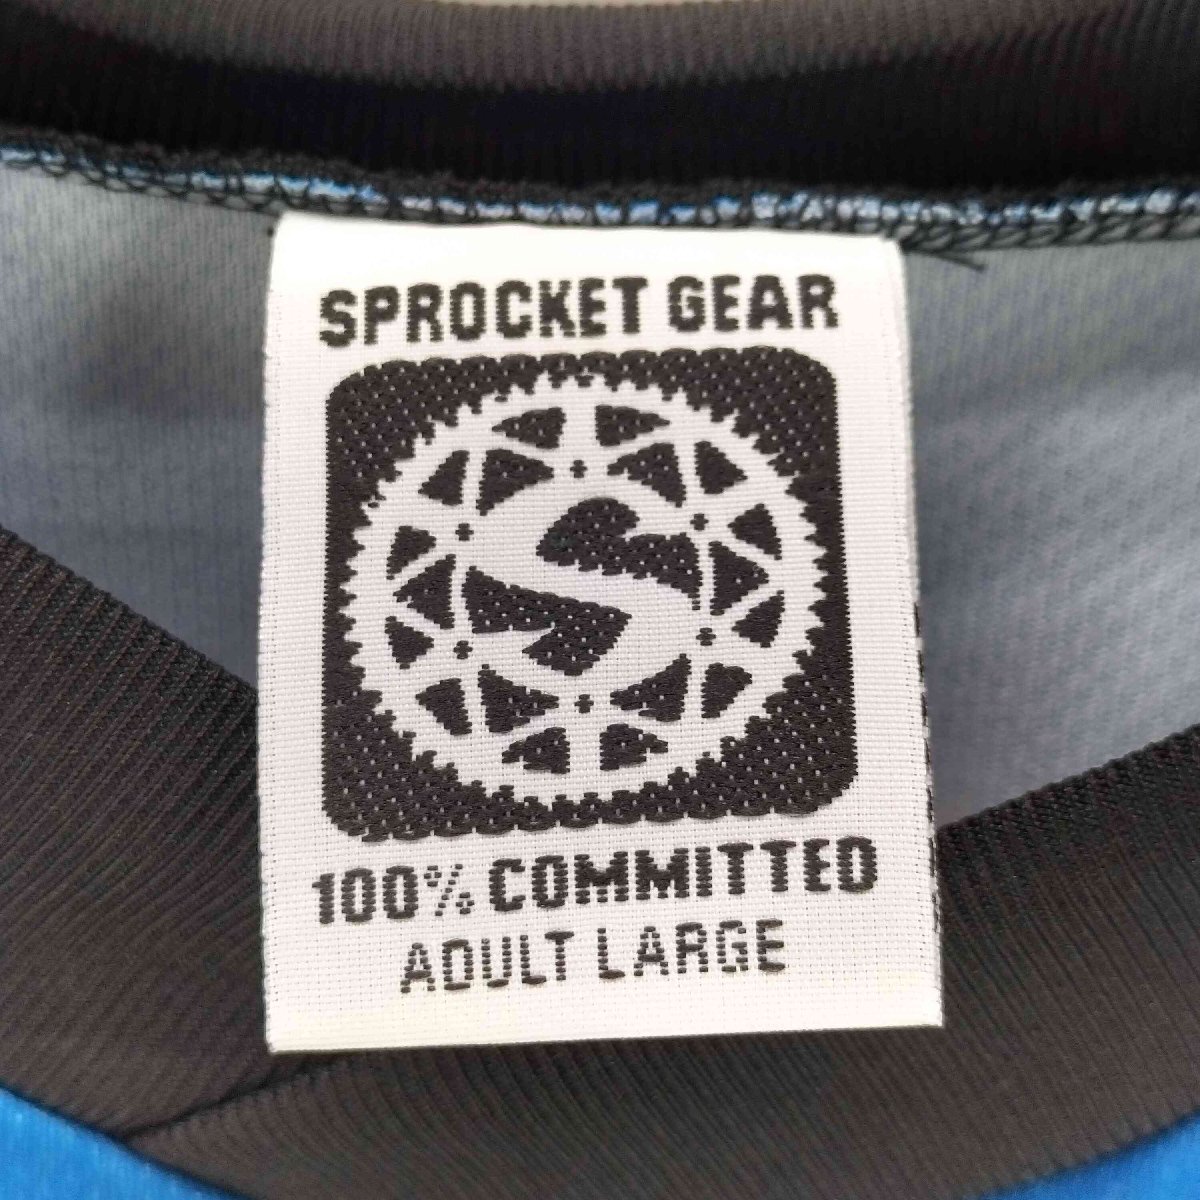 SPROCKET GEAR
S
100% COMMITTED
ADULT LARGE